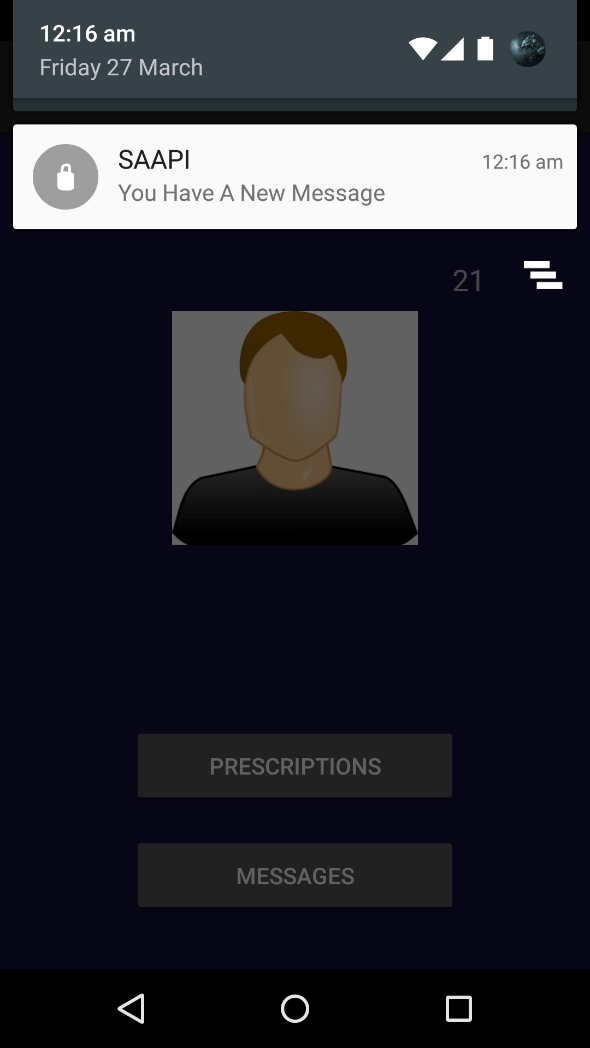 12:16 am
Friday 27 March
SAAPI
12:16 am
You Have A New Message
21
PRESCRIPTIONS
MESSAGES